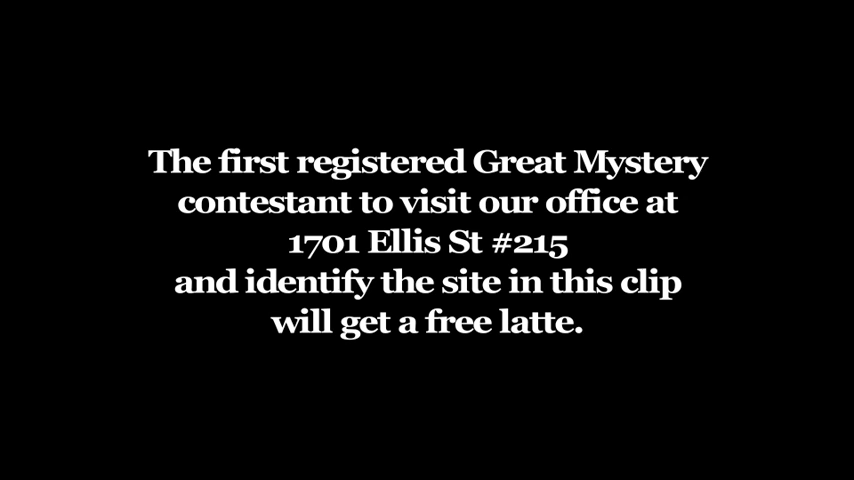 The first registered Great Mystery
contestant to visit our office at
1701 Ellis St #215
and identify the site in this clip
will get a free latte.